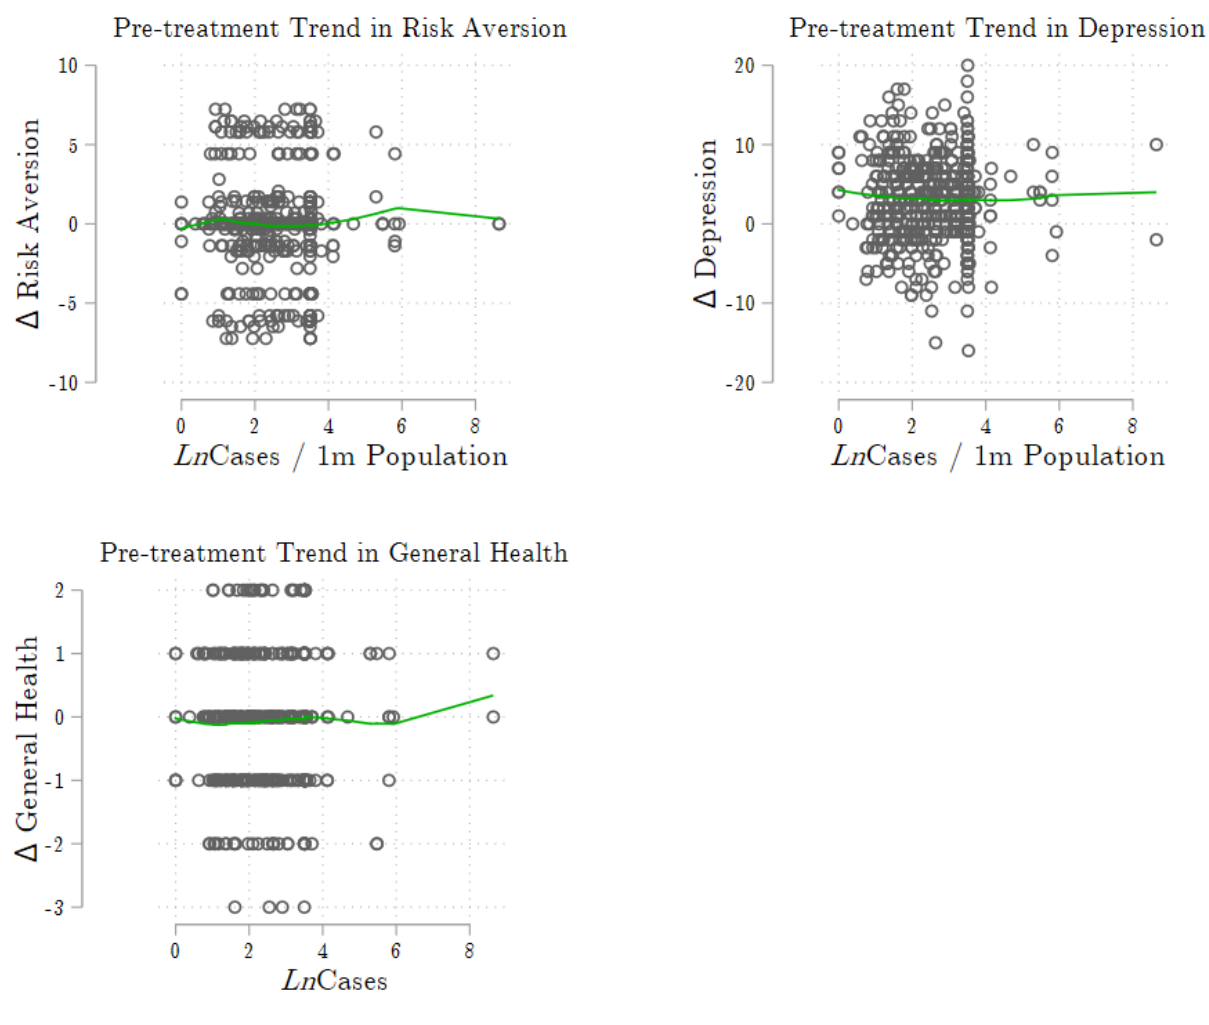 Pre-treatment Trend in Risk Aversion
10
5
0
-5
-10
Δ Risk Aversion
0 2 4 6 8
LnCases / 1m Population
Pre-treatment Trend in Depression
20
10
0
-10
-20
Δ Depression
0 2 4 6 8
LnCases / 1m Population
Pre-treatment Trend in General Health
2
1
0
-1
-2
-3
Δ General Health
0 2 4 6 8
LnCases